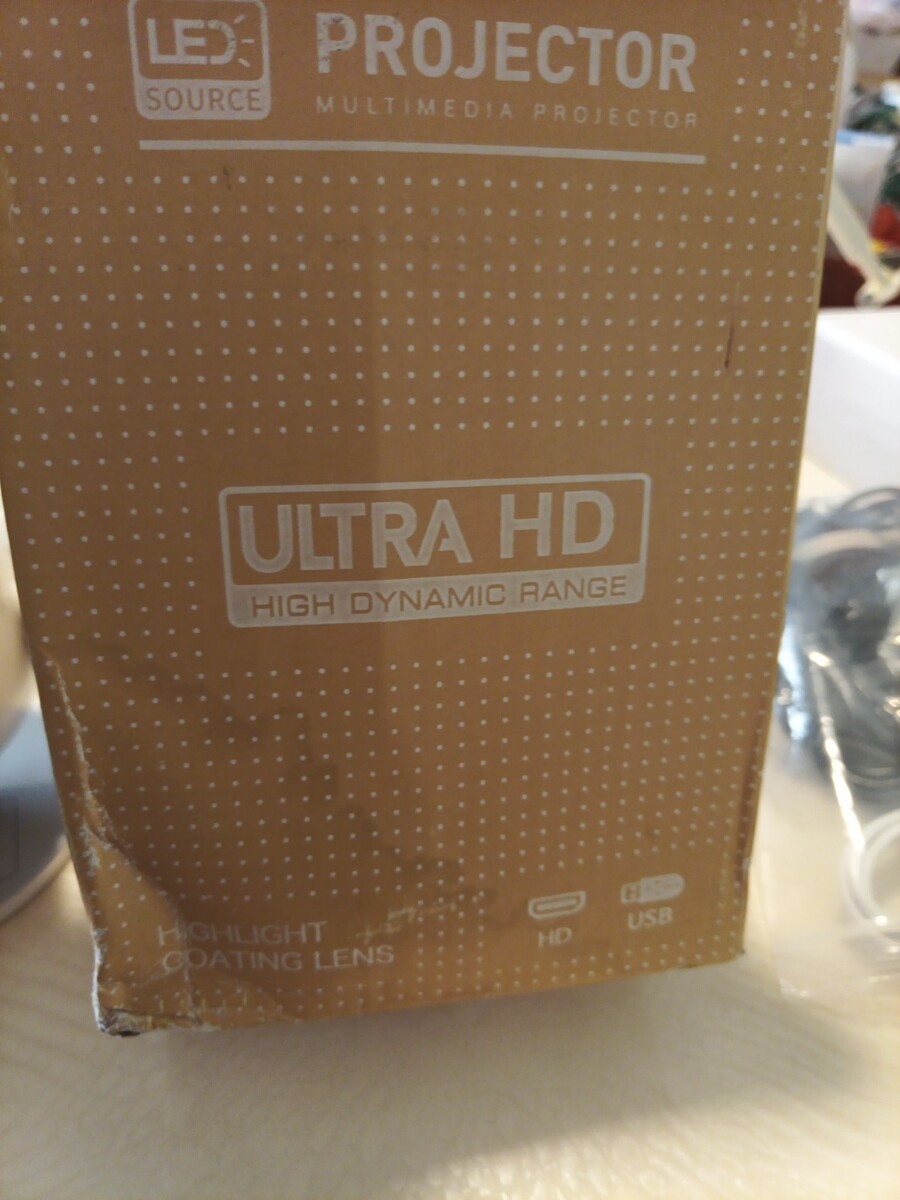 LED
SOURCE
PROJECTOR
MULTIMEDIA PROJECTOR
ULTRA HD
HIGH DYNAMIC RANGE
HIGHLIGHT
COATING LENS
HD
USB